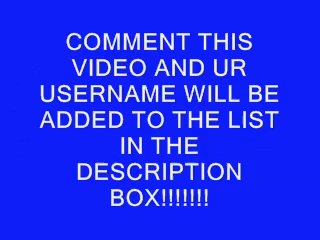 COMMENT THIS
VIDEO AND UR
USERNAME WILL BE
ADDED TO THE LIST
IN THE
DESCRIPTION
BOX!!!!!!!